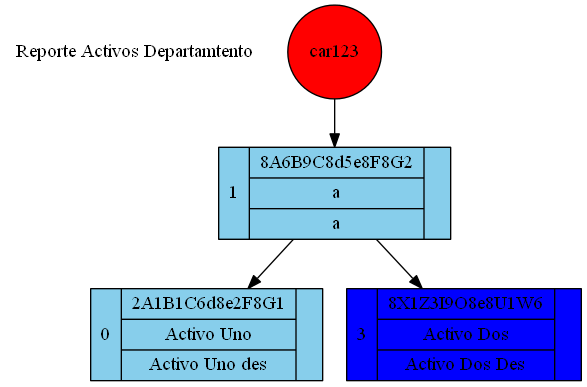 Reporte Activos Departamtento
car123
8A6B9C8d5e8F8G2
1
a
a
2A1B1C6d8e2F8G1
0
Activo Uno
Activo Uno des
8X1Z3I9O8e8U1W6
3
Activo Dos
Activo Dos Des